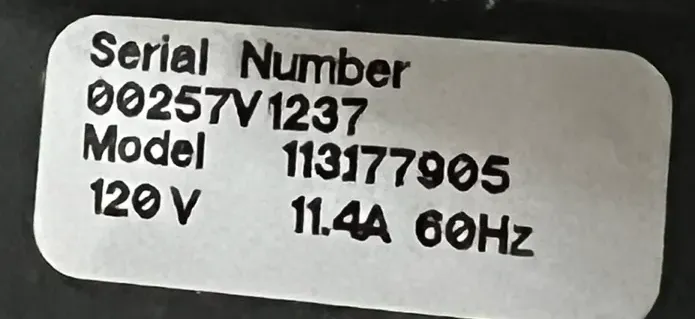 Serial Number
00257V1237
Model 113177905
120V 11.4A 60Hz